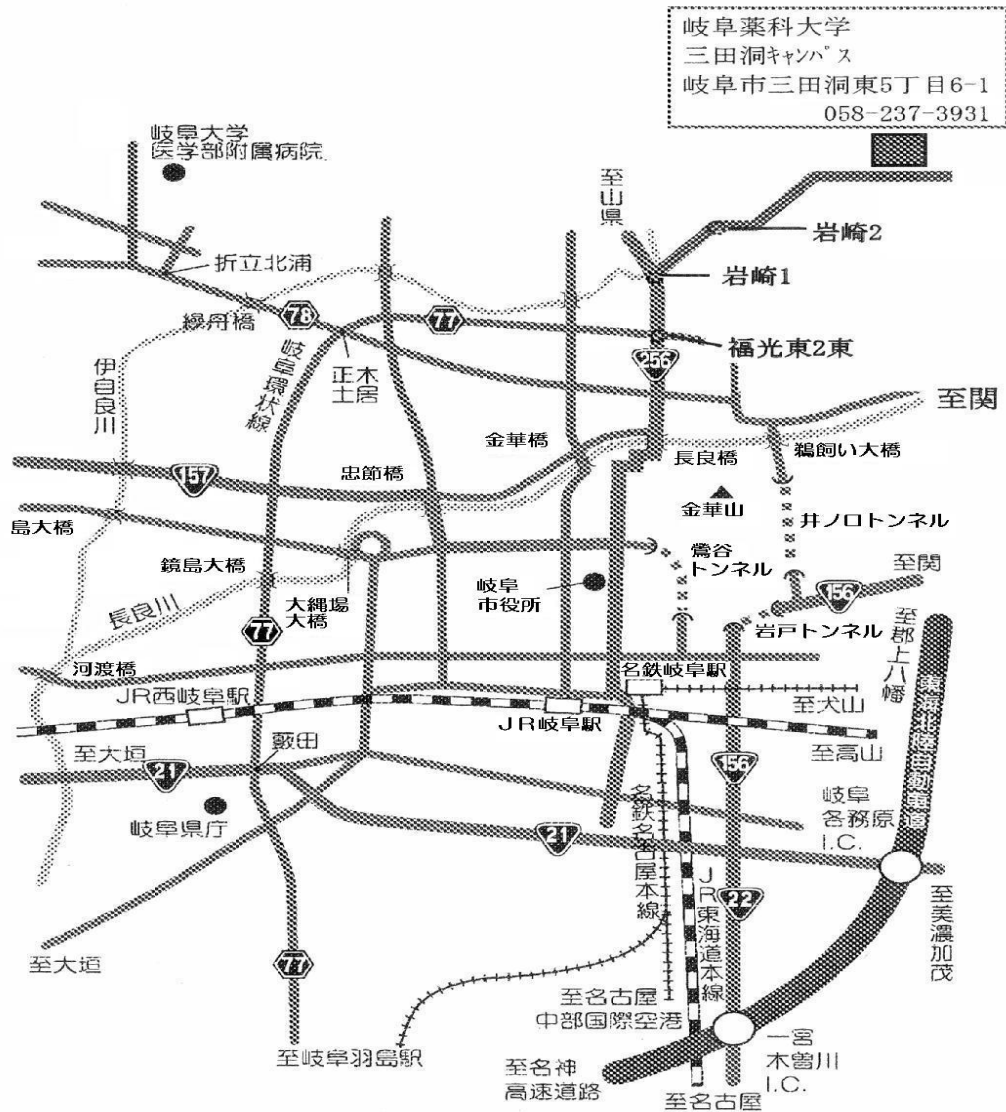 岐阜薬科大学
三田洞キャンパス
岐阜市三田洞東5丁目6-1
058-237-3931
岐阜大学
医学部附属病院
至山県
岩崎2
折立北浦
岩崎1
繰舟橋
78
77
福光東2東
岐阜環状線
正木
土居
256
伊自良川
至関
金華橋
長良橋
鵜飼い大橋
157
忠節橋
金華山
島大橋
井ノ口トンネル
鏡島大橋
鶯谷
トンネル
至関
大縄場
大橋
岐阜
市役所
156
長良川
77
岩戸トンネル
至郡上八幡
河渡橋
名鉄岐阜駅
JR西岐阜駅
至犬山
JR岐阜駅
東海北陸自動車道
藪田
至高山
至大垣
21
156
岐阜県庁
名鉄名古屋本線
岐阜
各務原
I.C.
21
JR東海道本線
22
至美濃加茂
至大垣
77
至名古屋
中部国際空港
至岐阜羽島駅
至名神
高速道路
一宮
木曽川
I.C.
至名古屋